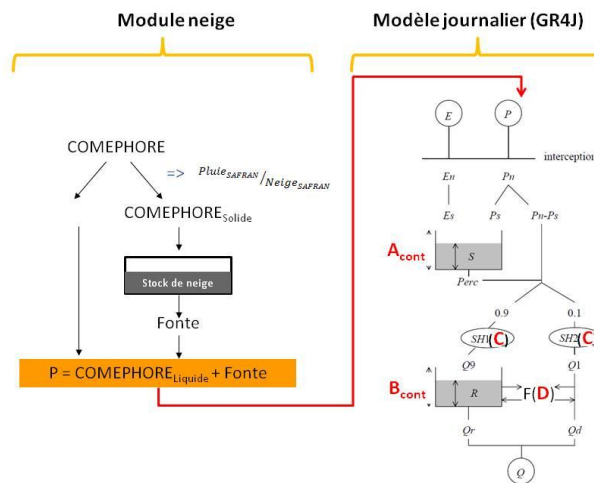 Module neige
Modèle journalier (GR4J)
COMEPHORE
=> Pluie_SAFRAN/Neige_SAFRAN
COMEPHORE_Solide
Stock de neige
Fonte
P = COMEPHORE_Liquide + Fonte
E P
interception
En Pn
Es Ps Pn-Ps
A_cont
S
Perc
0.9 0.1
SH1(C) SH2(C)
Q9 Q1
B_cont
R F(D)
Qr Qd
Q